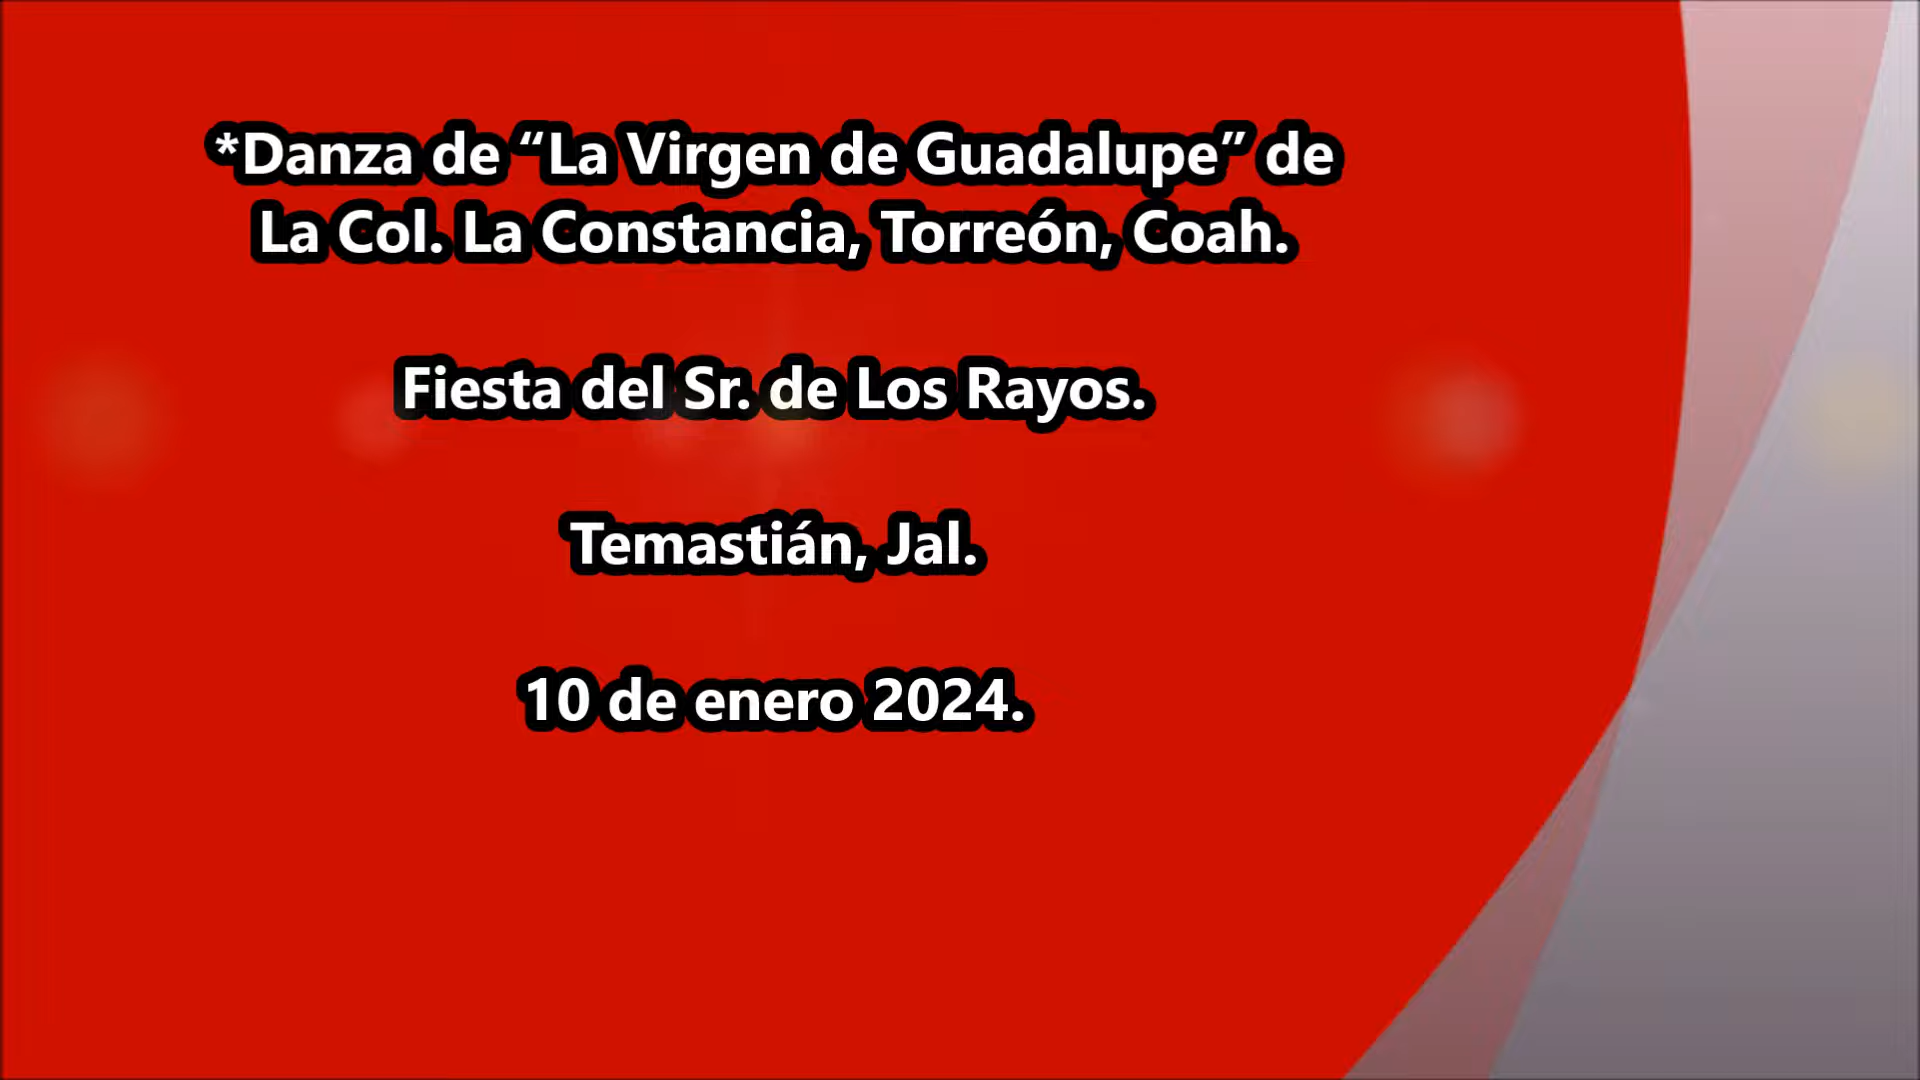 *Danza de “La Virgen de Guadalupe” de
La Col. La Constancia, Torreón, Coah.
Fiesta del Sr. de Los Rayos.
Temastián, Jal.
10 de enero 2024.